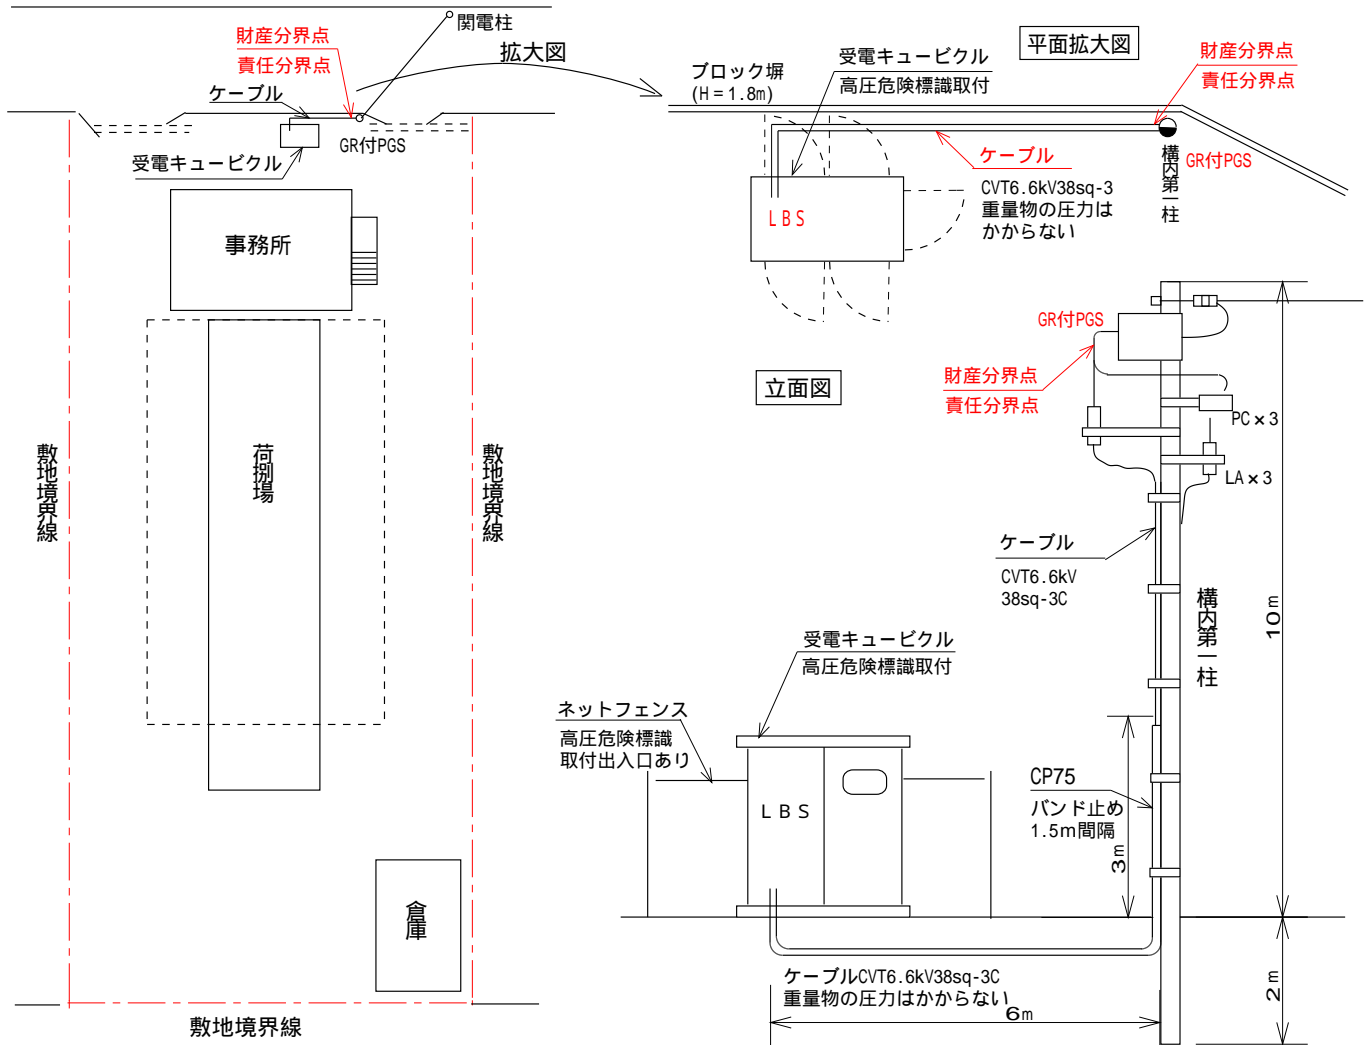 関電柱
財産分界点
責任分界点
拡大図
ケーブル
GR付PGS
受電キュービクル
事務所
荷捌場
敷地境界線
敷地境界線
倉庫
敷地境界線
平面拡大図
ブロック塀
(H=1.8m)
受電キュービクル
高圧危険標識取付
財産分界点
責任分界点
ケーブル
CVT6.6kV38sq-3
重量物の圧力は
かからない
構内第一柱
GR付PGS
LBS
立面図
GR付PGS
財産分界点
責任分界点
PC×3
LA×3
ケーブル
CVT6.6kV
38sq-3C
構内第一柱
10m
受電キュービクル
高圧危険標識取付
ネットフェンス
高圧危険標識
取付出入口あり
LBS
CP75
バンド止め
1.5m間隔
3m
ケーブルCVT6.6kV38sq-3C
重量物の圧力はかからない
6m
2m